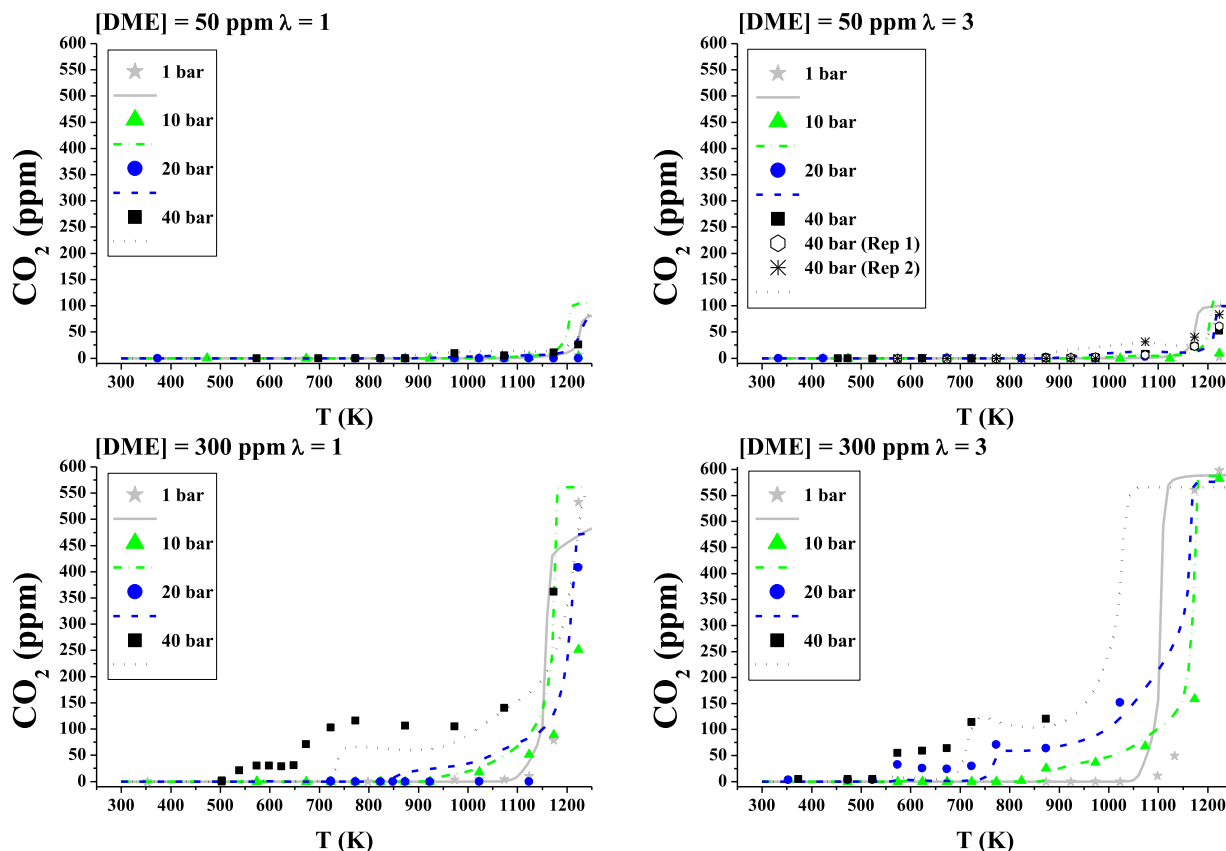 [DME] = 50 ppm λ = 1
600
550
500
450
400
350
300
250
200
150
100
50
0
CO2 (ppm)
1 bar
10 bar
20 bar
40 bar
300 400 500 600 700 800 900 1000 1100 1200
T (K)
[DME] = 50 ppm λ = 3
600
550
500
450
400
350
300
250
200
150
100
50
0
CO2 (ppm)
1 bar
10 bar
20 bar
40 bar
40 bar (Rep 1)
40 bar (Rep 2)
300 400 500 600 700 800 900 1000 1100 1200
T (K)
[DME] = 300 ppm λ = 1
600
550
500
450
400
350
300
250
200
150
100
50
0
CO2 (ppm)
1 bar
10 bar
20 bar
40 bar
300 400 500 600 700 800 900 1000 1100 1200
T (K)
[DME] = 300 ppm λ = 3
600
550
500
450
400
350
300
250
200
150
100
50
0
CO2 (ppm)
1 bar
10 bar
20 bar
40 bar
300 400 500 600 700 800 900 1000 1100 1200
T (K)